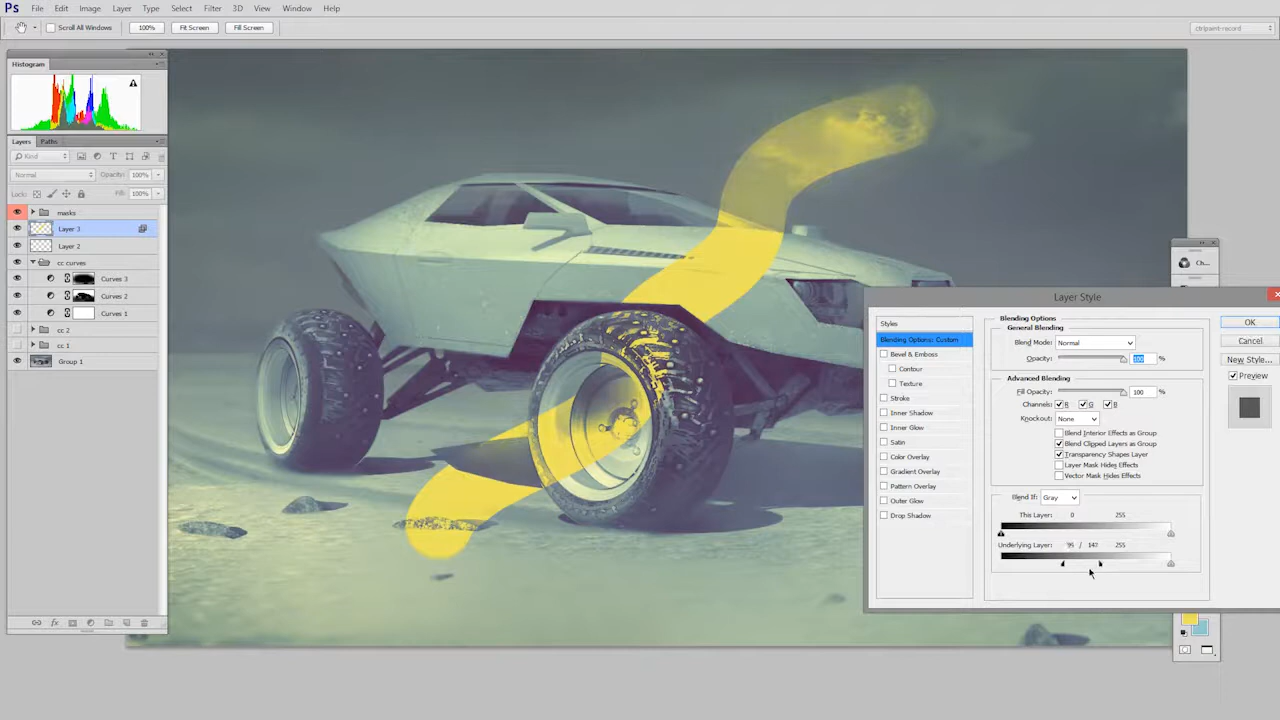 Ps File Edit Image Layer Type Select Filter 3D View Window Help
Scroll All Windows 100% Fit Screen Fill Screen ctripaint-record
Histogram
Layers Paths
Kind
Normal Opacity: 100%
Lock: Fill: 100%
masks
Layer 3
Layer 2
cc curves
Curves 3
Curves 2
Curves 1
cc 2
cc 1
Group 1
fx
Ch...
Layer Style
Styles
Blending Options: Custom
Bevel & Emboss
Contour
Texture
Stroke
Inner Shadow
Inner Glow
Satin
Color Overlay
Gradient Overlay
Pattern Overlay
Outer Glow
Drop Shadow
Blending Options
General Blending
Blend Mode: Normal
Opacity: 100 %
Advanced Blending
Fill Opacity: 100 %
Channels: R G B
Knockout: None
Blend Interior Effects as Group
Blend Clipped Layers as Group
Transparency Shapes Layer
Layer Mask Hides Effects
Vector Mask Hides Effects
Blend If: Gray
This Layer: 0 255
Underlying Layer: / 255
OK
Cancel
New Style...
Preview